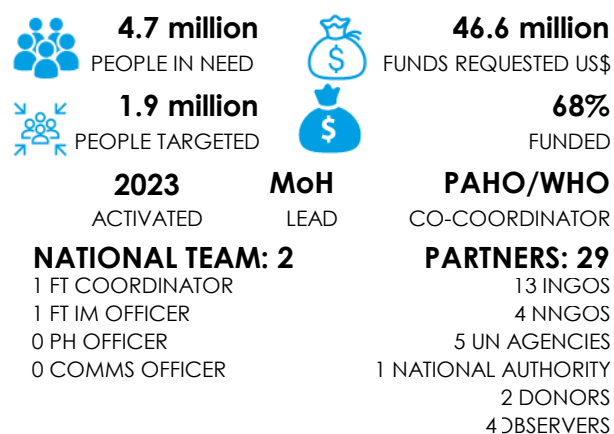 4.7 million
PEOPLE IN NEED
46.6 million
FUNDS REQUESTED US$
1.9 million
PEOPLE TARGETED
$
$
68%
FUNDED
2023
ACTIVATED
MoH
LEAD
PAHO/WHO
CO-COORDINATOR
NATIONAL TEAM: 2
1 FT COORDINATOR
1 FT IM OFFICER
0 PH OFFICER
0 COMMS OFFICER
PARTNERS: 29
13 INGOS
4 NNGOS
5 UN AGENCIES
1 NATIONAL AUTHORITY
2 DONORS
4 OBSERVERS